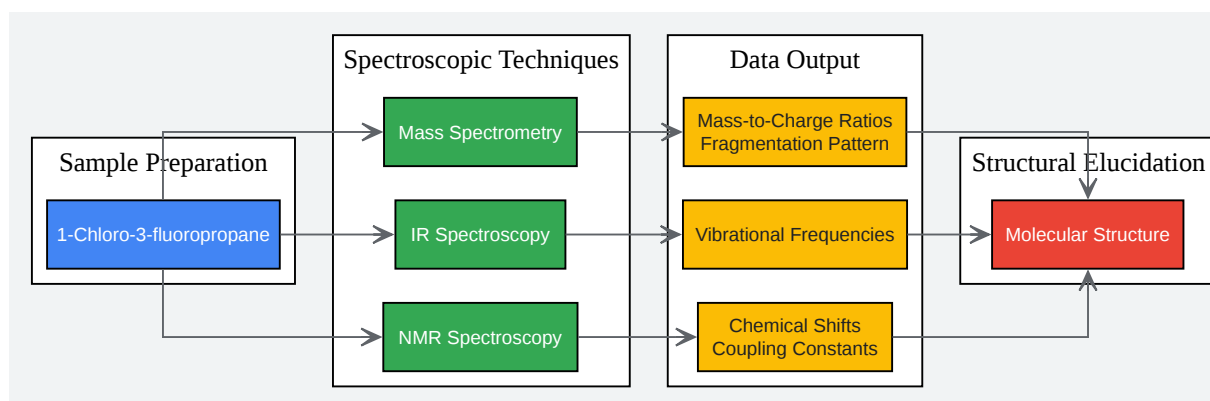 Spectroscopic Techniques
Data Output
Mass Spectrometry
Mass-to-Charge Ratios
Fragmentation Pattern
Sample Preparation
Structural Elucidation
1-Chloro-3-fluoropropane
IR Spectroscopy
Vibrational Frequencies
Molecular Structure
NMR Spectroscopy
Chemical Shifts
Coupling Constants